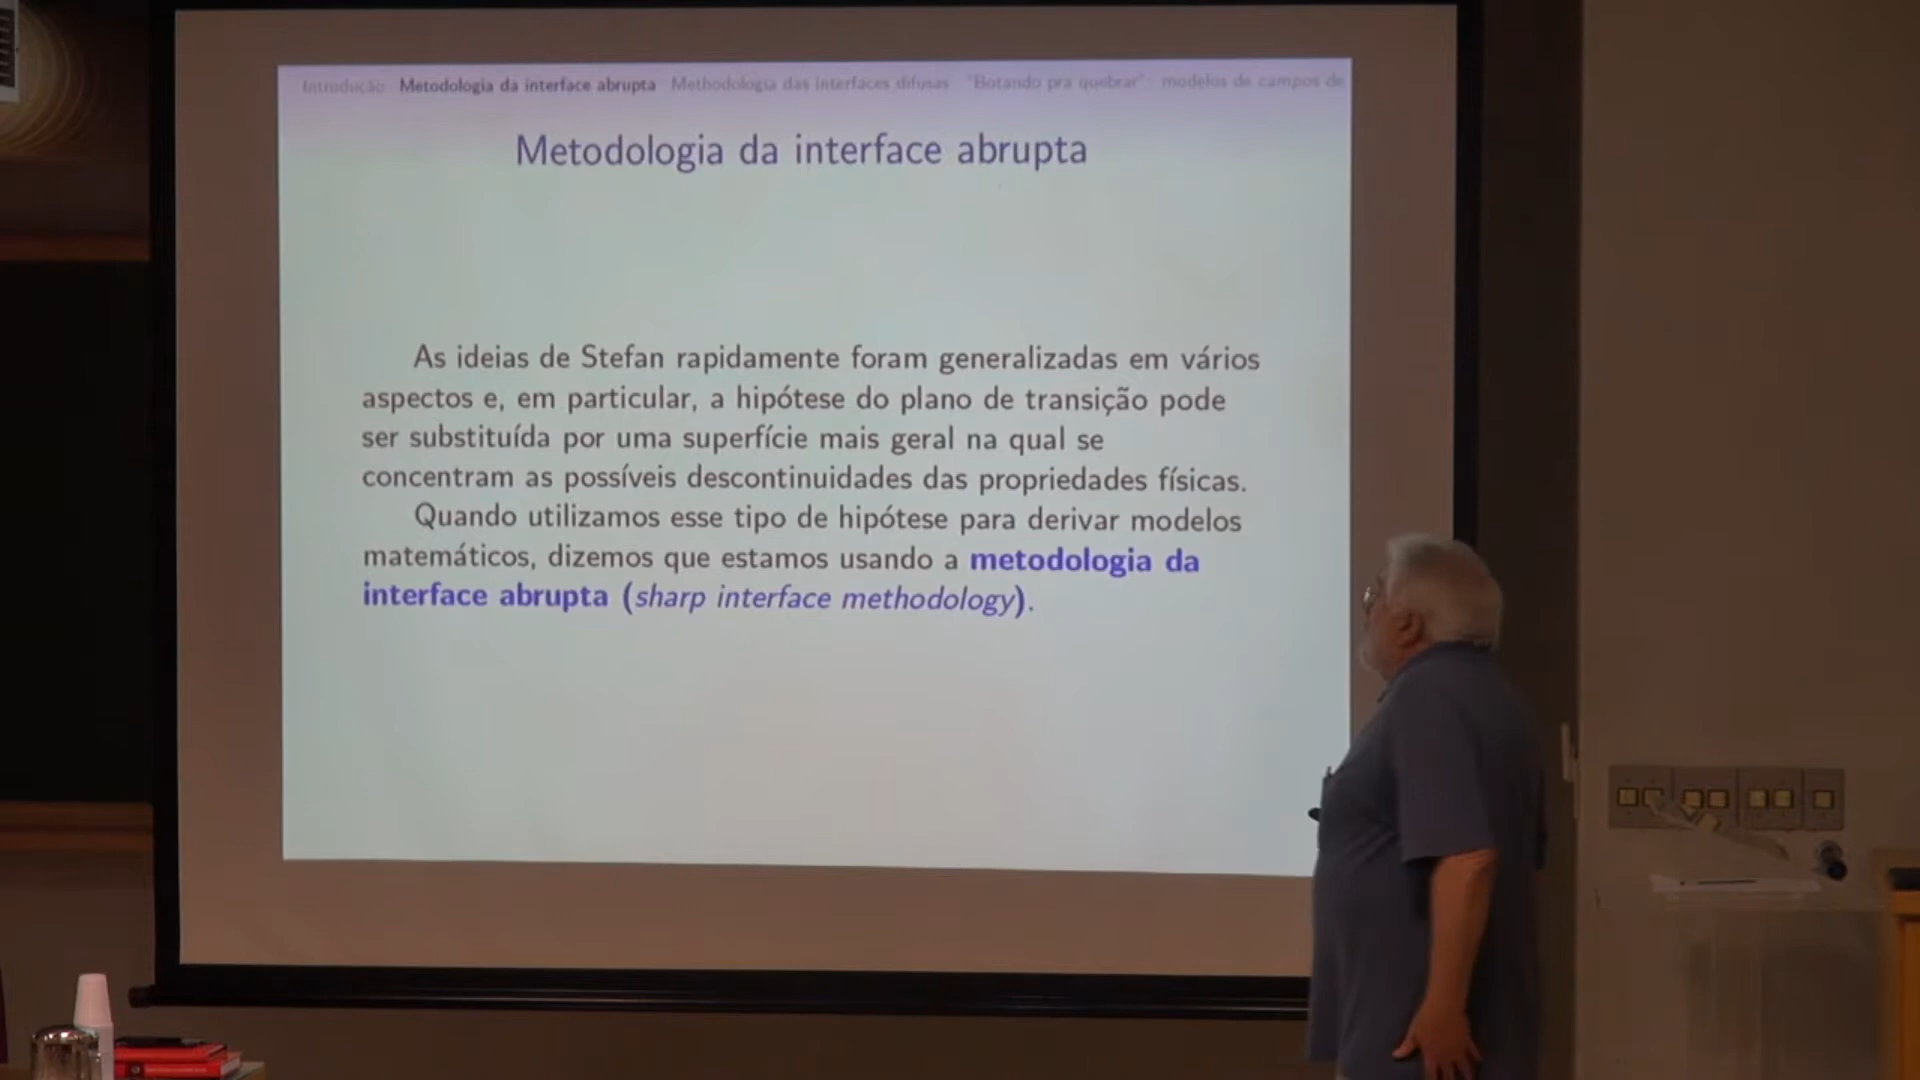 Introdução Metodologia da interface abrupta Methodologia das interfaces difusas "Botando pra quebrar": modelos de campos de
Metodologia da interface abrupta
As ideias de Stefan rapidamente foram generalizadas em vários
aspectos e, em particular, a hipótese do plano de transição pode
ser substituída por uma superfície mais geral na qual se
concentram as possíveis descontinuidades das propriedades físicas.
Quando utilizamos esse tipo de hipótese para derivar modelos
matemáticos, dizemos que estamos usando a metodologia da
interface abrupta (sharp interface methodology).